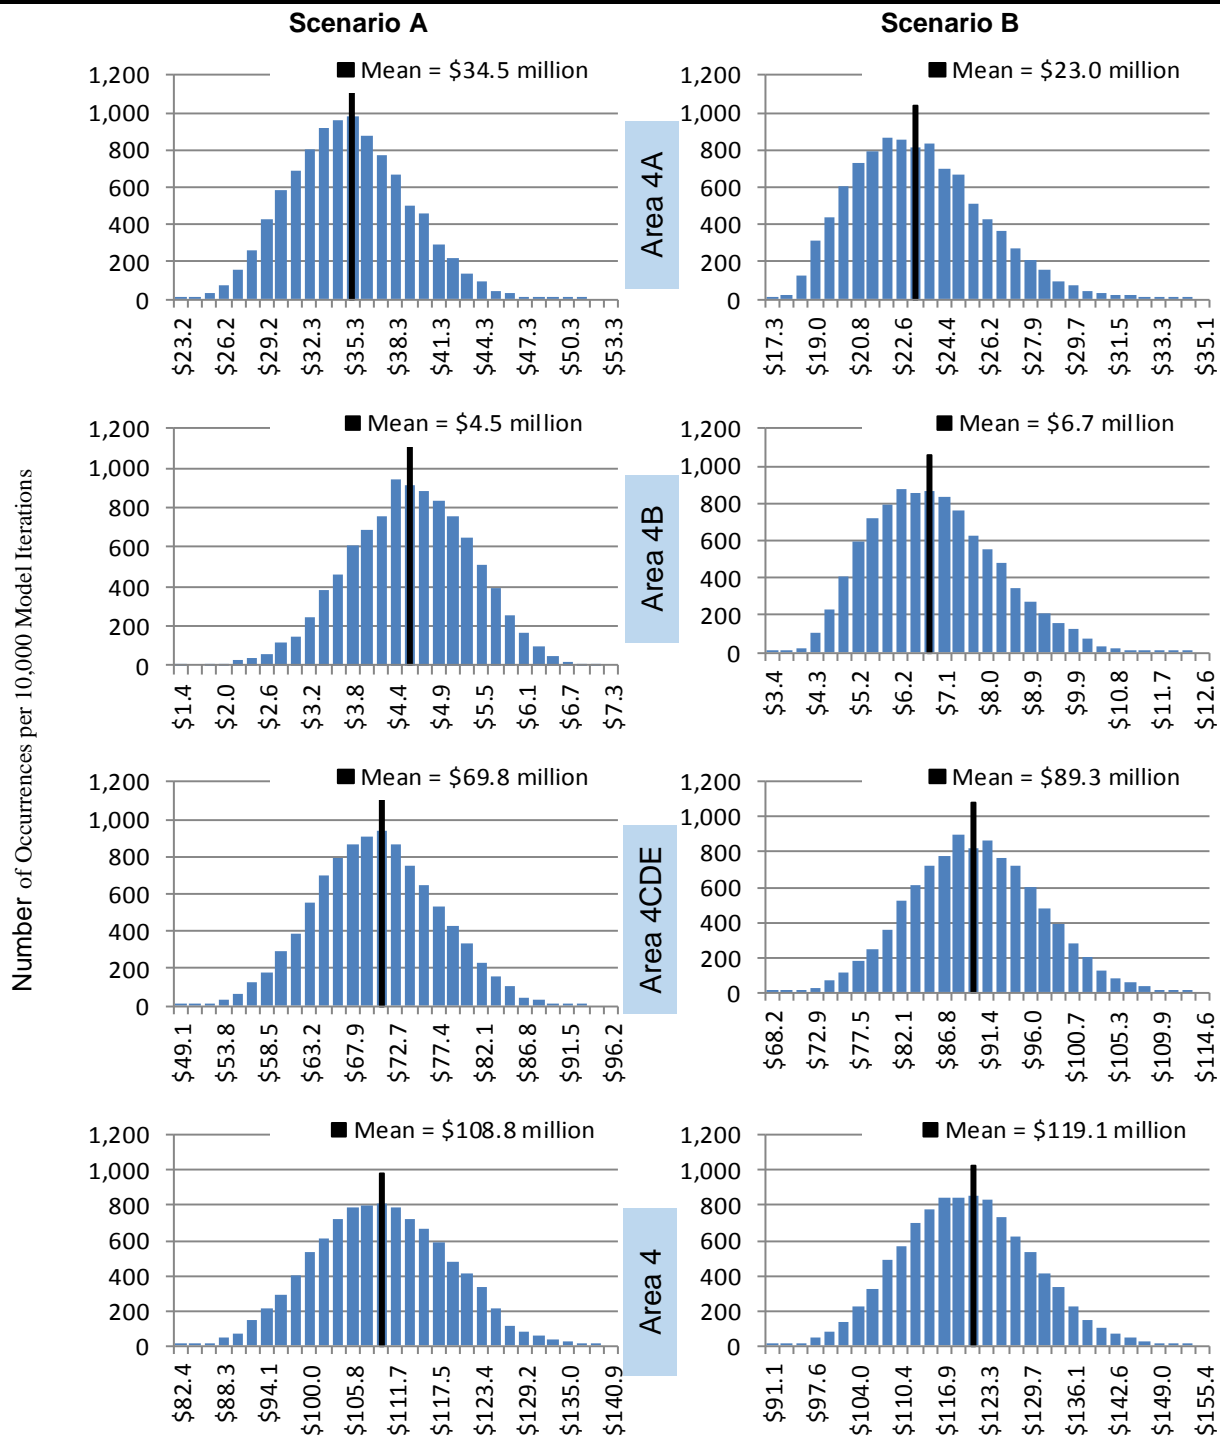 Scenario A
Scenario B
Number of Occurrences per 10,000 Model Iterations
Mean = $34.5 million
1,200
1,000
800
600
400
200
0
$23.2 $26.2 $29.2 $32.3 $35.3 $38.3 $41.3 $44.3 $47.3 $50.3 $53.3
Area 4A
Mean = $23.0 million
1,200
1,000
800
600
400
200
0
$17.3 $19.0 $20.8 $22.6 $24.4 $26.2 $27.9 $29.7 $31.5 $33.3 $35.1
Mean = $4.5 million
1,200
1,000
800
600
400
200
0
$1.4 $2.0 $2.6 $3.2 $3.8 $4.4 $4.9 $5.5 $6.1 $6.7 $7.3
Area 4B
Mean = $6.7 million
1,200
1,000
800
600
400
200
0
$3.4 $4.3 $5.2 $6.2 $7.1 $8.0 $8.9 $9.9 $10.8 $11.7 $12.6
Mean = $69.8 million
1,200
1,000
800
600
400
200
0
$49.1 $53.8 $58.5 $63.2 $67.9 $72.7 $77.4 $82.1 $86.8 $91.5 $96.2
Area 4CDE
Mean = $89.3 million
1,200
1,000
800
600
400
200
0
$68.2 $72.9 $77.5 $82.1 $86.8 $91.4 $96.0 $100.7 $105.3 $109.9 $114.6
Mean = $108.8 million
1,200
1,000
800
600
400
200
0
$82.4 $88.3 $94.1 $100.0 $105.8 $111.7 $117.5 $123.4 $129.2 $135.0 $140.9
Area 4
Mean = $119.1 million
1,200
1,000
800
600
400
200
0
$91.1 $97.6 $104.0 $110.4 $116.9 $123.3 $129.7 $136.1 $142.6 $149.0 $155.4